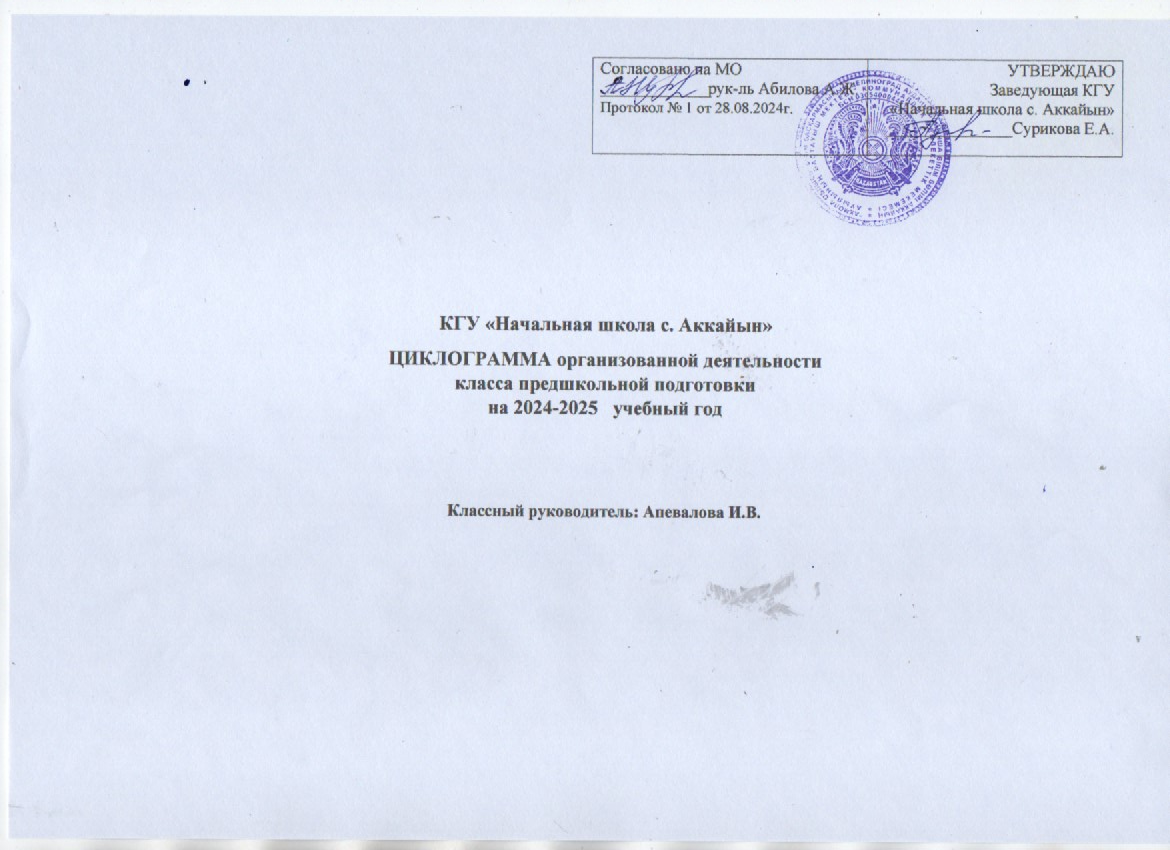 Согласовано на МО
рук-ль Абилова А.Ж
Протокол № 1 от 28.08.2024г.
УТВЕРЖДАЮ
Заведующая КГУ
«Начальная школа с. Аккайын»
Сурикова Е.А.
КГУ «Начальная школа с. Аккайын»
ЦИКЛОГРАММА организованной деятельности
класса предшкольной подготовки
на 2024-2025 учебный год
Классный руководитель: Апевалова И.В.